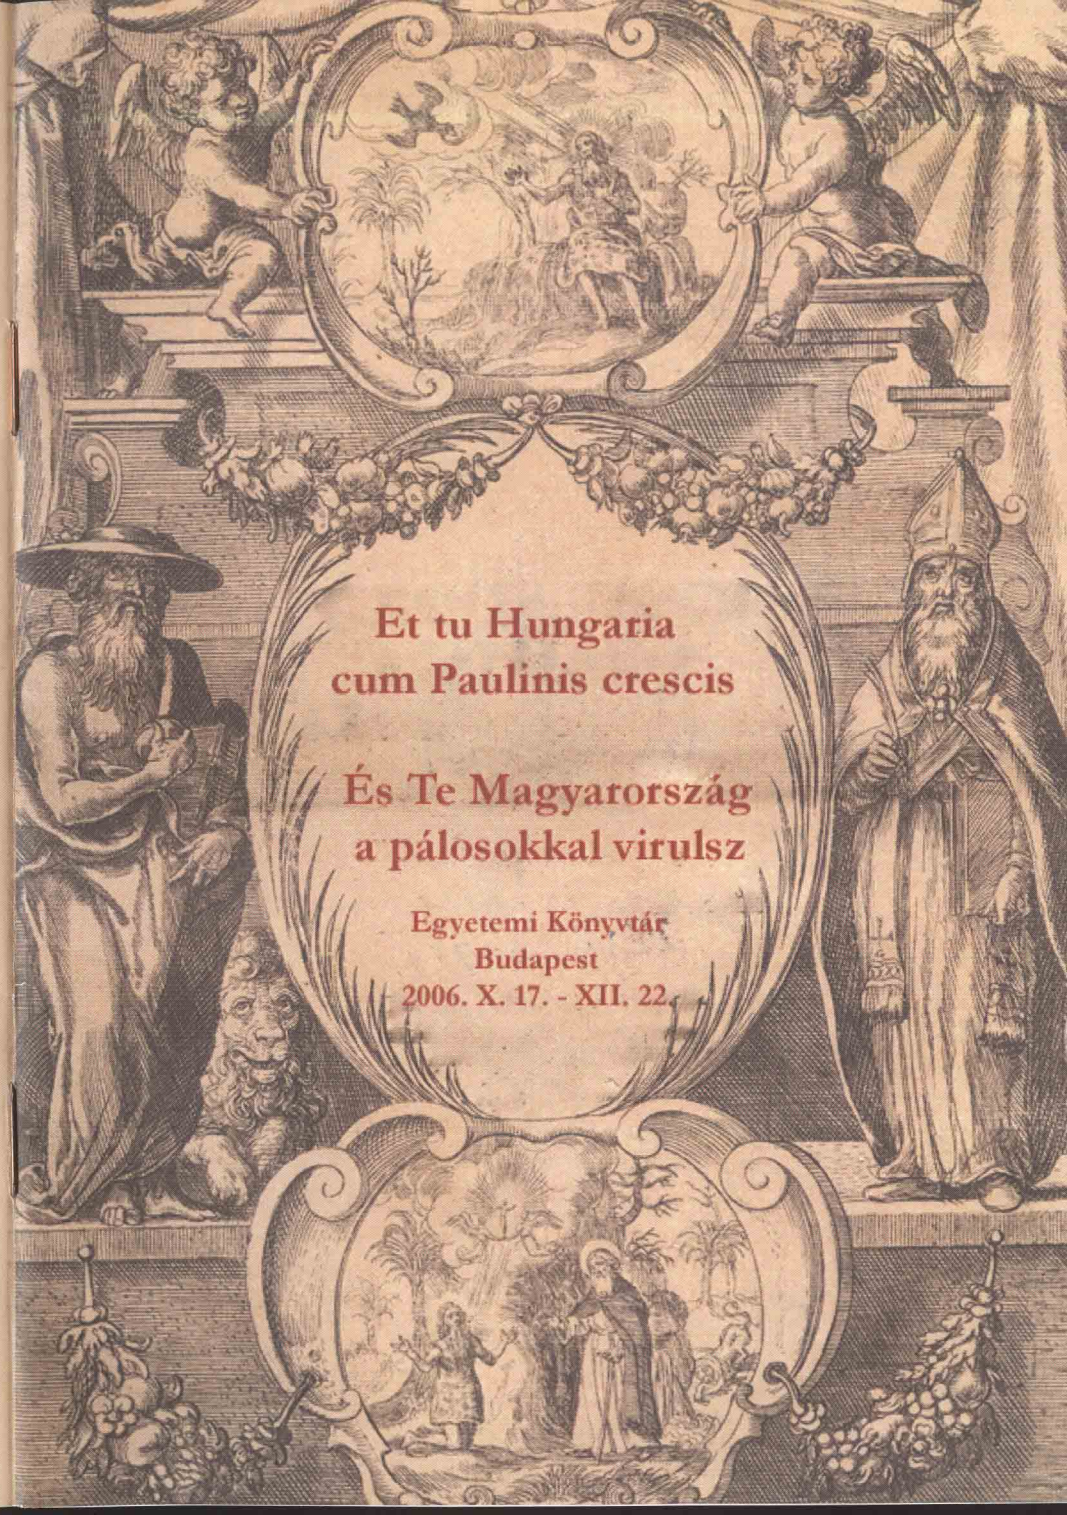 Et tu Hungaria
cum Paulinis crescis
És Te Magyarország
a pálosokkal virulsz
Egyetemi Könyvtár
Budapest
2006. X. 17. - XII. 22.